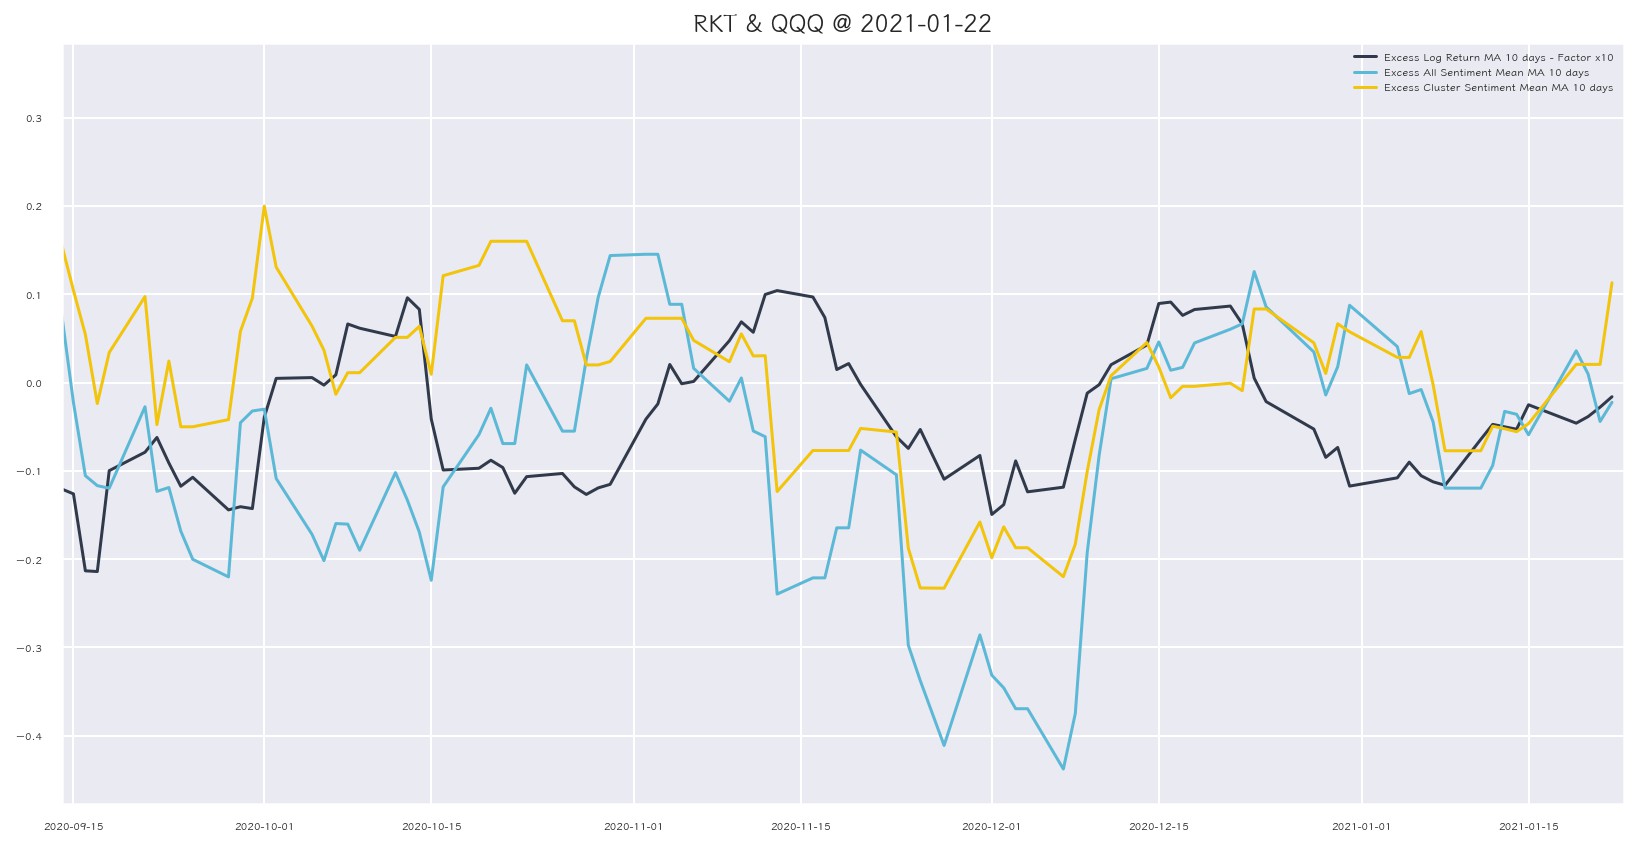 RKT & QQQ @ 2021-01-22
Excess Log Return MA 10 days - Factor x10
Excess All Sentiment Mean MA 10 days
Excess Cluster Sentiment Mean MA 10 days
0.3
0.2
0.1
0.0
−0.1
−0.2
−0.3
−0.4
2020-09-15 2020-10-01 2020-10-15 2020-11-01 2020-11-15 2020-12-01 2020-12-15 2021-01-01 2021-01-15